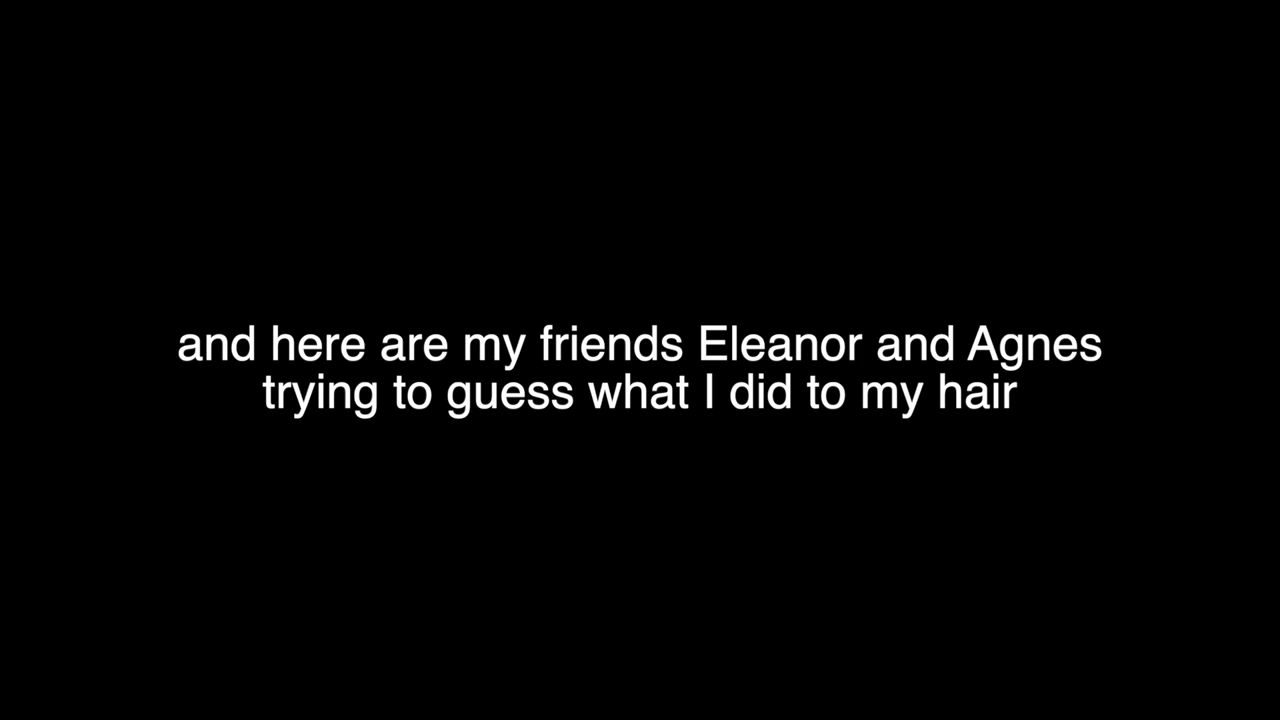 and here are my friends Eleanor and Agnes
trying to guess what I did to my hair